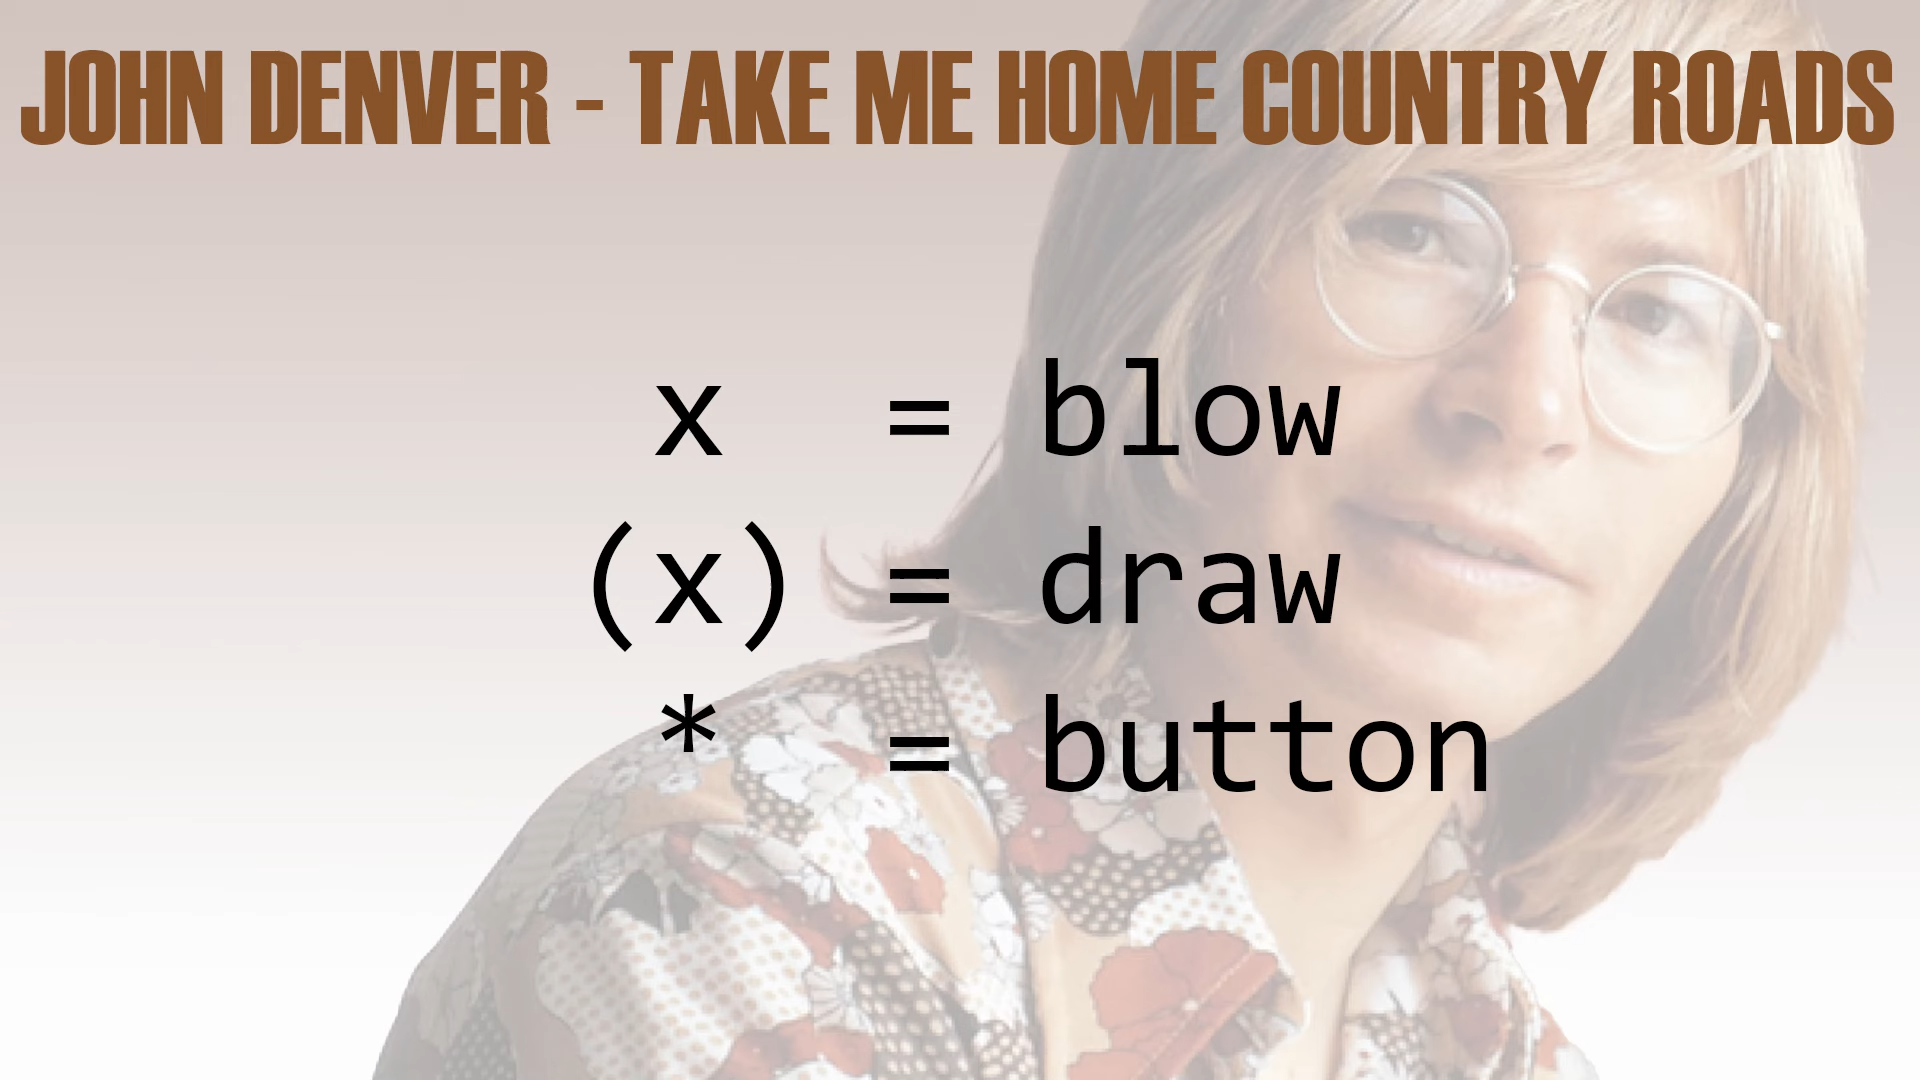 JOHN DENVER - TAKE ME HOME COUNTRY ROADS
x = blow
(x) = draw
* = button